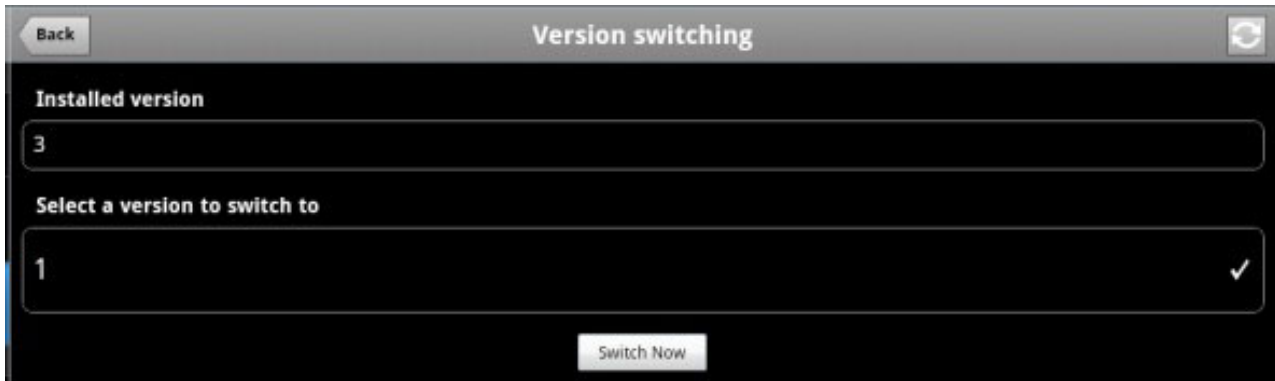 Back
Version switching
Installed version
3
Select a version to switch to
1
Switch Now